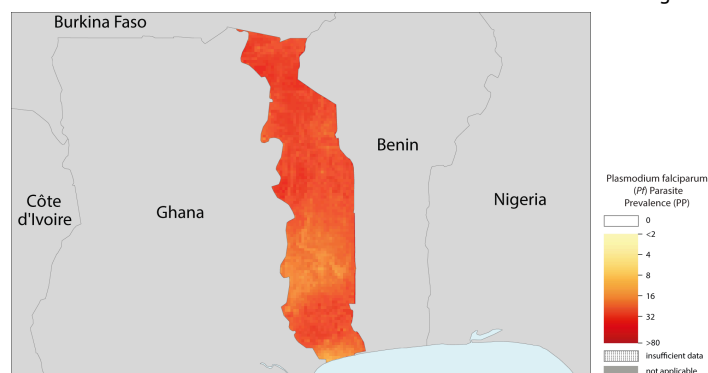 Burkina Faso
Benin
Côte
d'Ivoire
Ghana
Nigeria
Plasmodium falciparum
(Pf) Parasite
Prevalence (PP)
0
<2
4
8
16
32
>80
insufficient data
not applicable